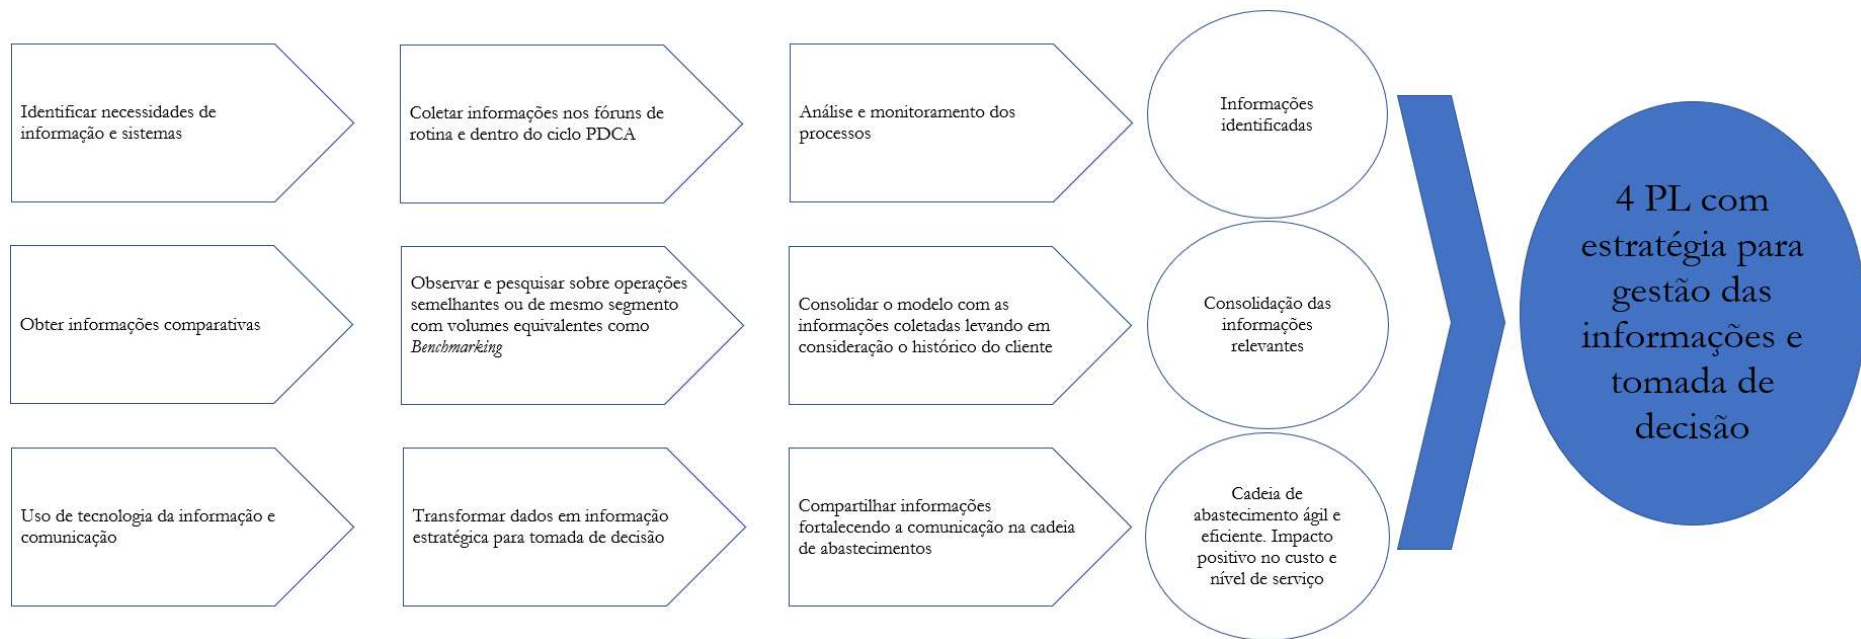 Identificar necessidades de
informação e sistemas
Coletar informações nos fóruns de
rotina e dentro do ciclo PDCA
Análise e monitoramento dos
processos
Informações
identificadas
Obter informações comparativas
Observar e pesquisar sobre operações
semelhantes ou de mesmo segmento
com volumes equivalentes como
Benchmarking
Consolidar o modelo com as
informações coletadas levando em
consideração o histórico do cliente
Consolidação das
informações
relevantes
Uso de tecnologia da informação e
comunicação
Transformar dados em informação
estratégica para tomada de decisão
Compartilhar informações
fortalecendo a comunicação na cadeia
de abastecimentos
Cadeia de
abastecimento ágil e
eficiente. Impacto
positivo no custo e
nível de serviço
4 PL com
estratégia para
gestão das
informações e
tomada de
decisão